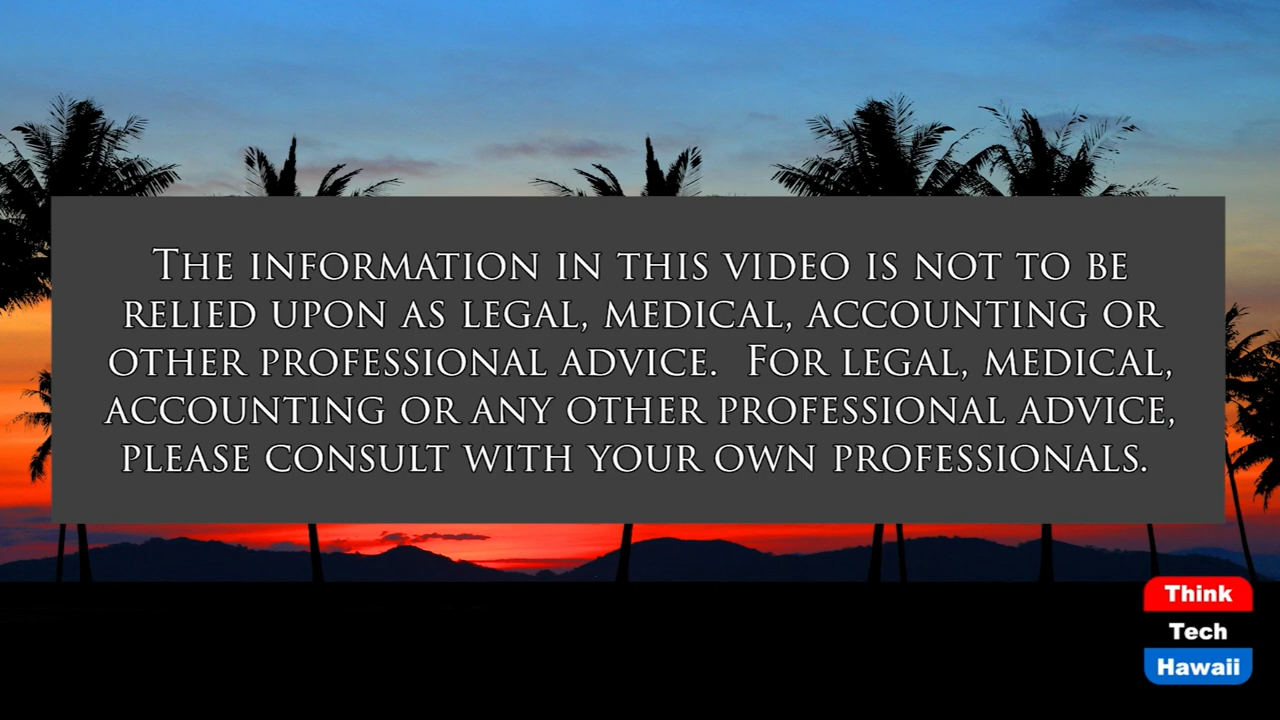 The information in this video is not to be
relied upon as legal, medical, accounting or
other professional advice.  For legal, medical,
accounting or any other professional advice,
please consult with your own professionals.
Think
Tech
Hawaii